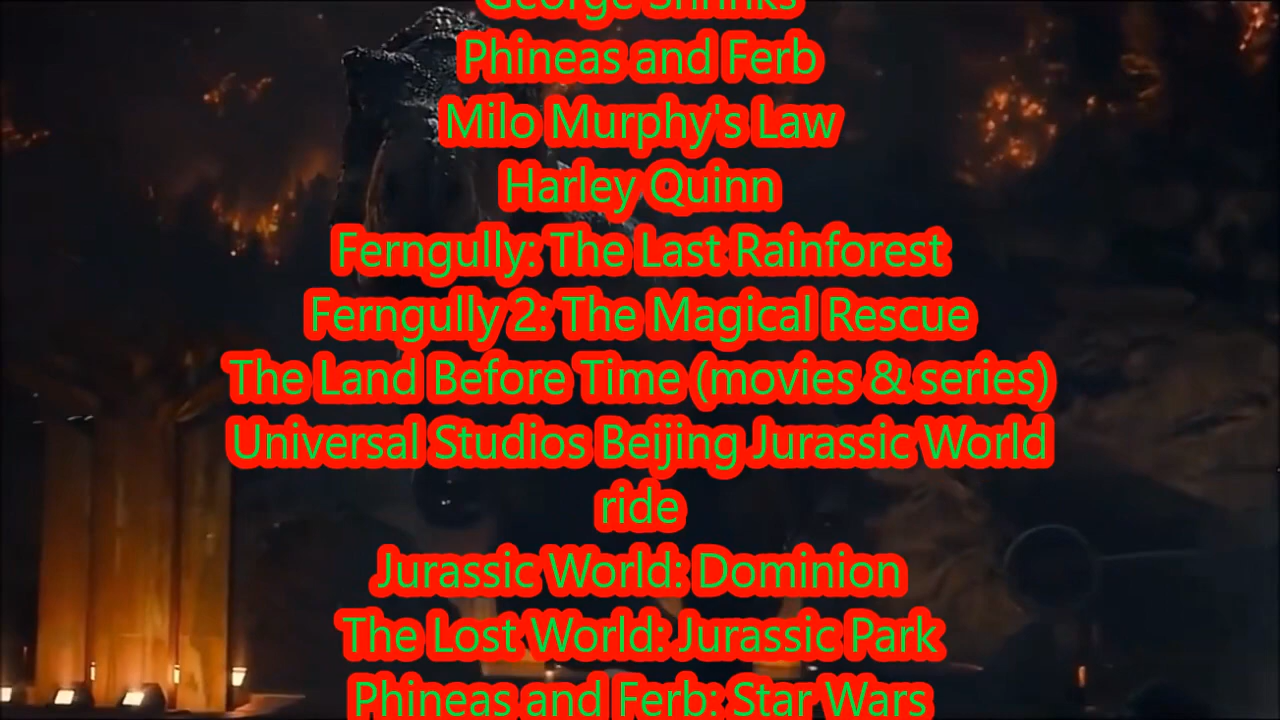 George Shrinks
Phineas and Ferb
Milo Murphy's Law
Harley Quinn
Ferngully: The Last Rainforest
Ferngully 2: The Magical Rescue
The Land Before Time (movies & series)
Universal Studios Beijing Jurassic World
ride
Jurassic World: Dominion
The Lost World: Jurassic Park
Phineas and Ferb: Star Wars